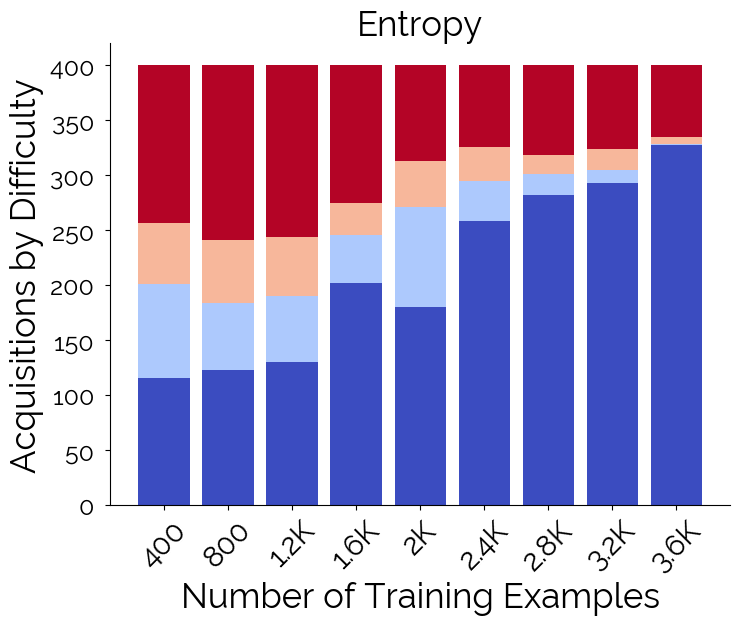 Entropy
Acquisitions by Difficulty
400
350
300
250
200
150
100
50
0
400 800 1.2K 1.6K 2K 2.4K 2.8K 3.2K 3.6K
Number of Training Examples